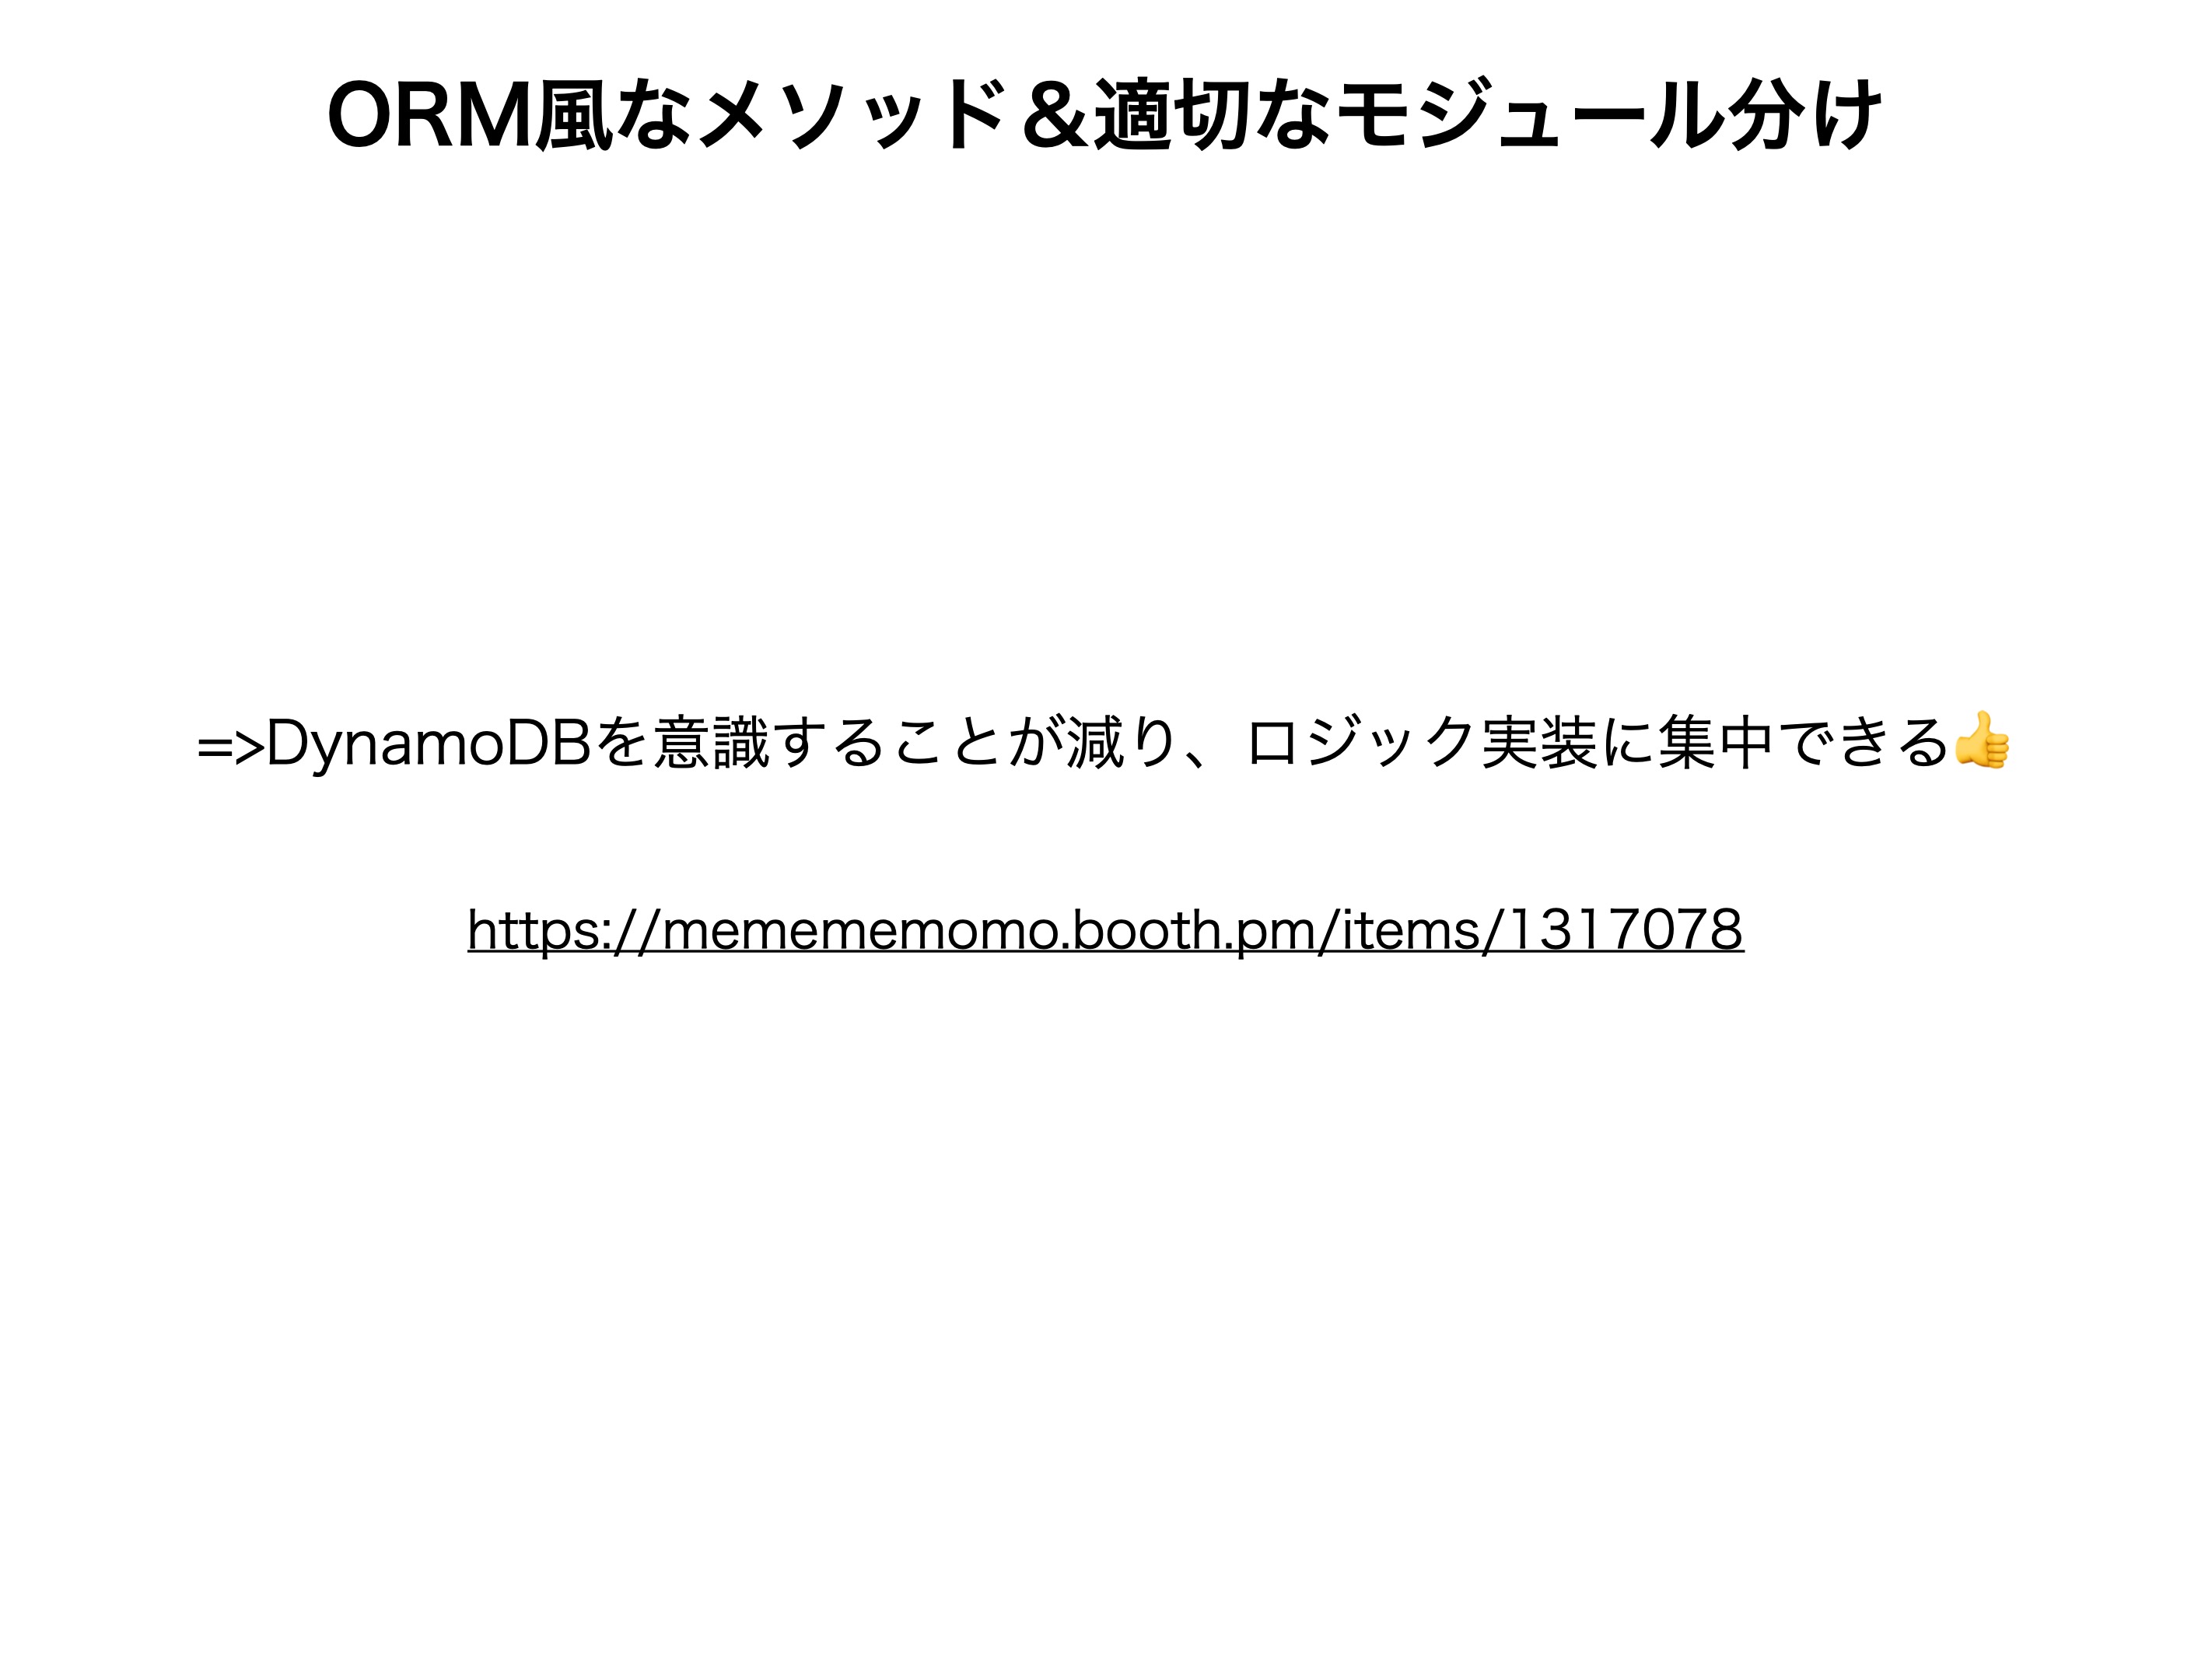 ORM風なメソッド＆適切なモジュール分け
=>DynamoDBを意識することが減り、ロジック実装に集中できる👍
https://mememenomo.booth.pm/items/1317078